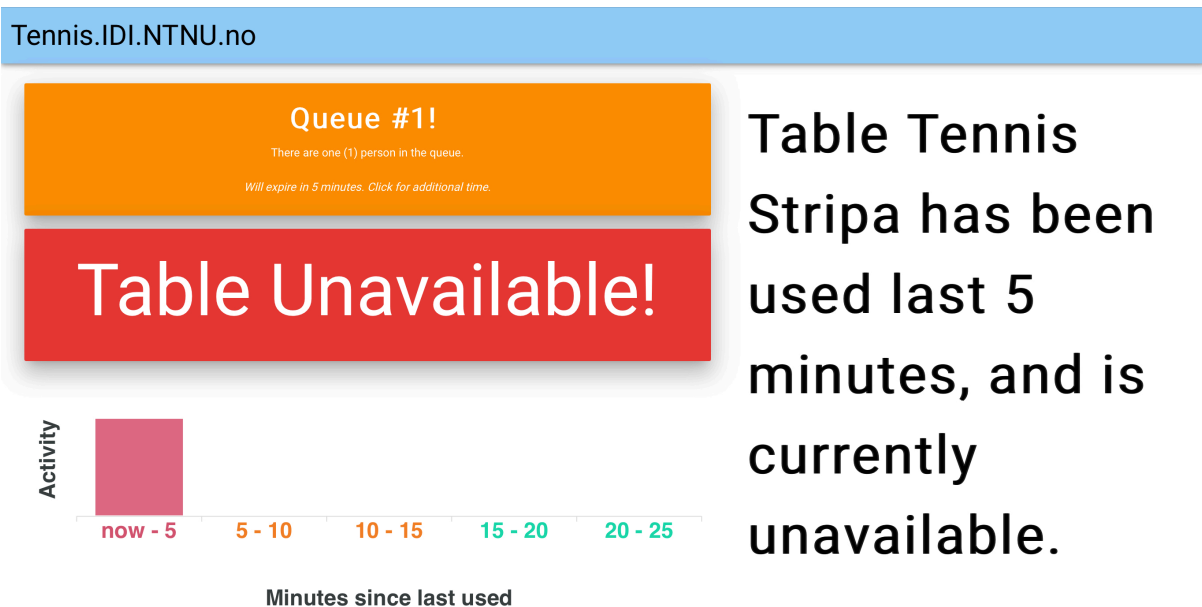 Tennis.IDI.NTNU.no
Queue #1!
There are one (1) person in the queue.
Will expire in 5 minutes. Click for additional time.
Table Unavailable!
Table Tennis
Stripa has been
used last 5
minutes, and is
currently
unavailable.
Activity
now - 5
5 - 10
10 - 15
15 - 20
20 - 25
Minutes since last used